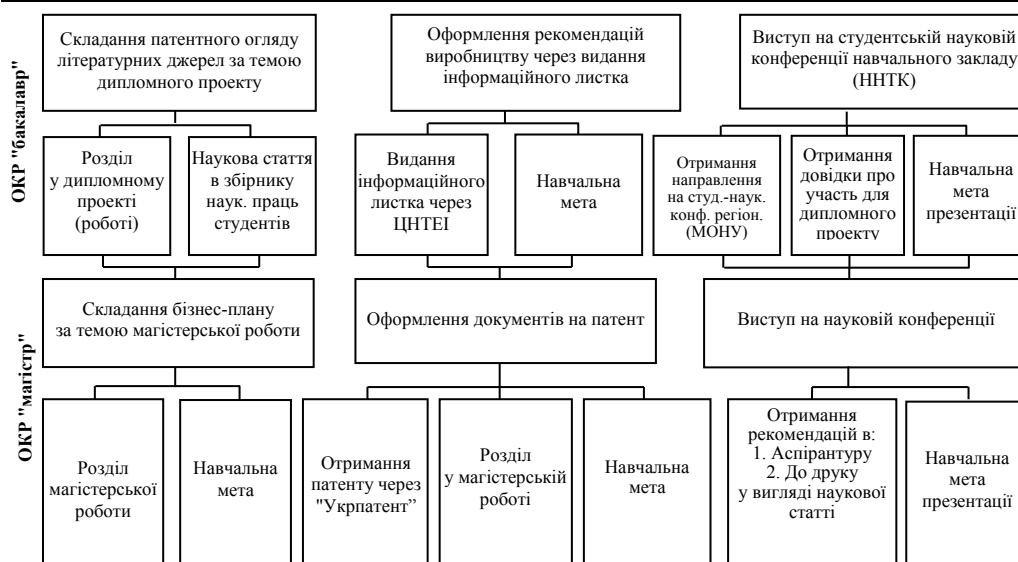 ОКР "бакалавр"
Складання патентного огляду
літературних джерел за темою
дипломного проекту
Оформлення рекомендацій
виробництву через видання
інформаційного листка
Виступ на студентській науковій
конференції навчального закладу
(ННТК)
Розділ
у дипломному
проекті
(роботі)
Наукова стаття
в збірнику
наук. праць
студентів
Видання
інформаційного
листка через
ЦНТЕІ
Навчальна
мета
Отримання
направлення
на студ.-наук.
конф. регіон.
(МОНУ)
Отримання
довідки про
участь для
дипломного
проекту
Навчальна
мета
презентації
ОКР "магістр"
Складання бізнес-плану
за темою магістерської роботи
Оформлення документів на патент
Виступ на науковій конференції
Розділ
магістерської
роботи
Навчальна
мета
Отримання
патенту через
"Укрпатент”
Розділ
у магістерській
роботі
Навчальна
мета
Отримання
рекомендацій в:
1. Аспірантуру
2. До друку
у вигляді наукової
статті
Навчальна
мета
презентації